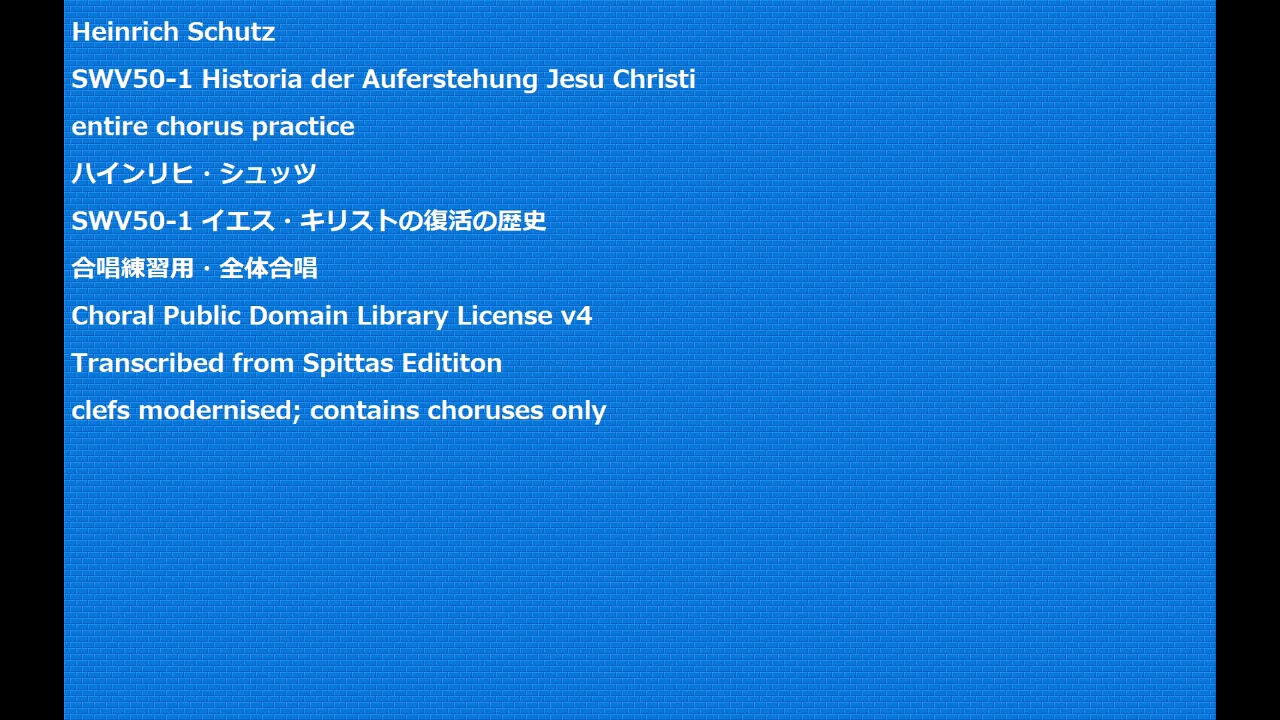 Heinrich Schutz
SWV50-1 Historia der Auferstehung Jesu Christi
entire chorus practice
ハインリヒ・シュッツ
SWV50-1 イエス・キリストの復活の歴史
合唱練習用・全体合唱
Choral Public Domain Library License v4
Transcribed from Spittas Edititon
clefs modernised; contains choruses only